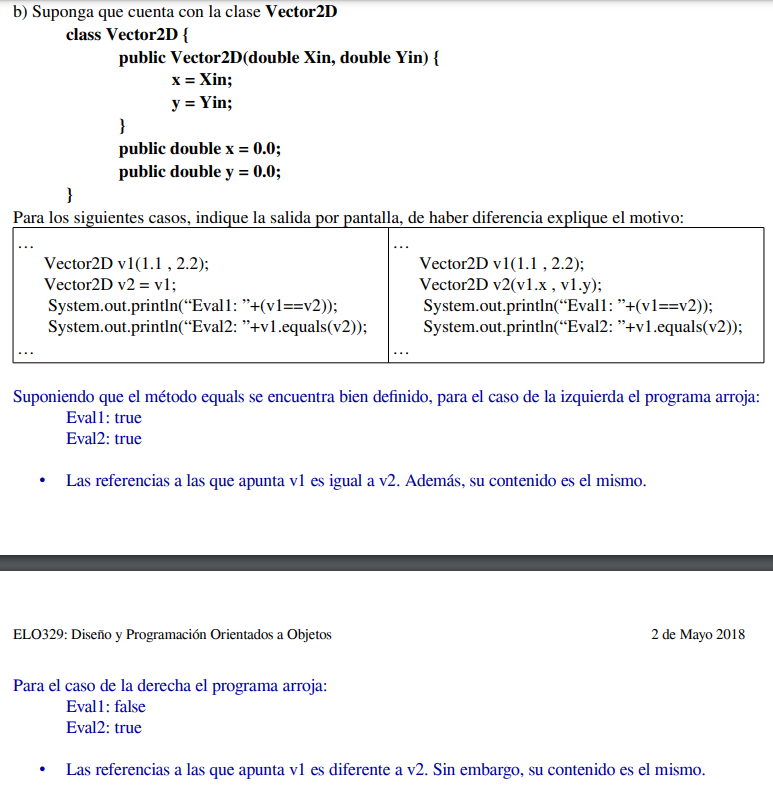 b) Suponga que cuenta con la clase Vector2D
class Vector2D {
public Vector2D(double Xin, double Yin) {
x = Xin;
y = Yin;
}
public double x = 0.0;
public double y = 0.0;
}
Para los siguientes casos, indique la salida por pantalla, de haber diferencia explique el motivo:
…
Vector2D v1(1.1 , 2.2);
Vector2D v2 = v1;
System.out.println(“Eval1: ”+(v1==v2));
System.out.println(“Eval2: ”+v1.equals(v2));
…
…
Vector2D v1(1.1 , 2.2);
Vector2D v2(v1.x , v1.y);
System.out.println(“Eval1: ”+(v1==v2));
System.out.println(“Eval2: ”+v1.equals(v2));
…
Suponiendo que el método equals se encuentra bien definido, para el caso de la izquierda el programa arroja:
Eval1: true
Eval2: true
• Las referencias a las que apunta v1 es igual a v2. Además, su contenido es el mismo.
ELO329: Diseño y Programación Orientados a Objetos 2 de Mayo 2018
Para el caso de la derecha el programa arroja:
Eval1: false
Eval2: true
• Las referencias a las que apunta v1 es diferente a v2. Sin embargo, su contenido es el mismo.